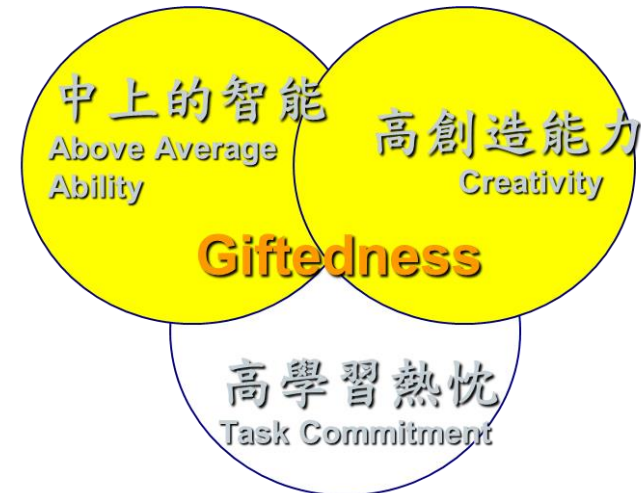 中上的智能
Above Average
Ability
高創造能力
Creativity
Giftedness
高學習熱忱
Task Commitment